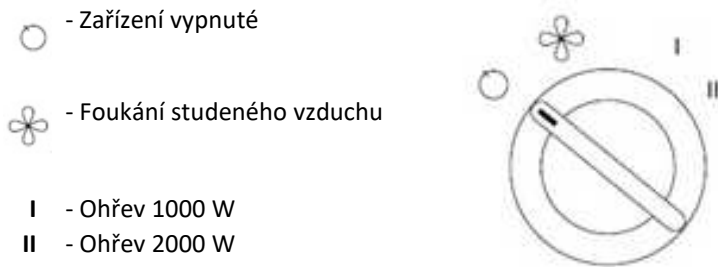 - Zařízení vypnuté
- Foukání studeného vzduchu
I - Ohřev 1000 W
II - Ohřev 2000 W
I
II